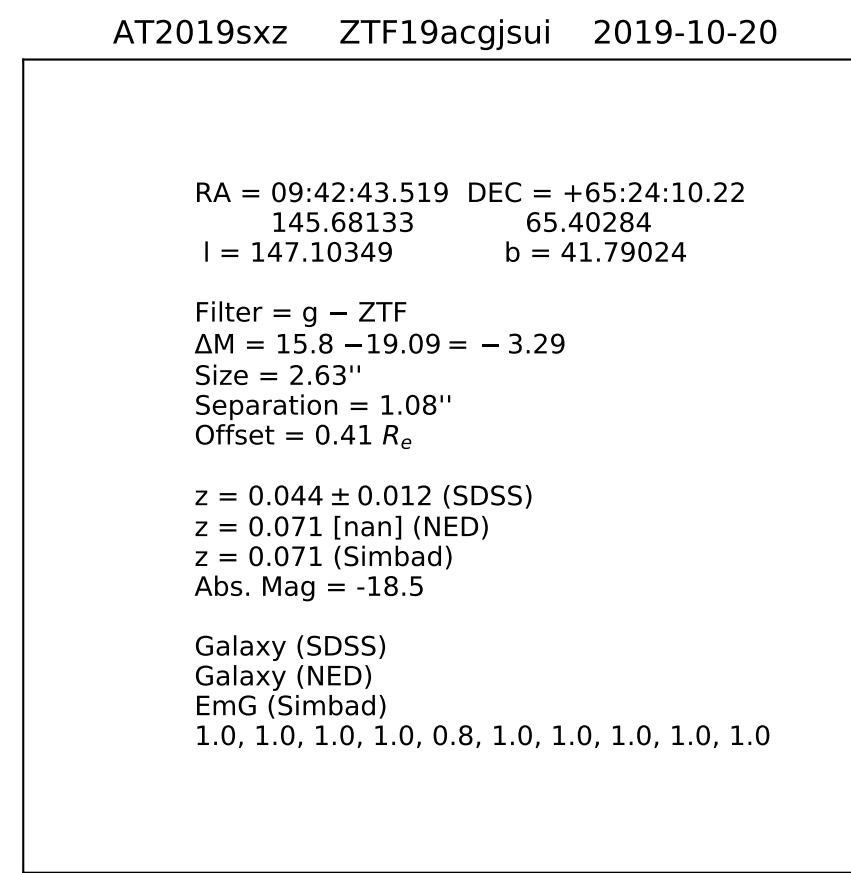 AT2019sxz ZTF19acgjsui 2019-10-20
RA = 09:42:43.519 DEC = +65:24:10.22
145.68133 65.40284
l = 147.10349 b = 41.79024
Filter = g − ZTF
ΔM = 15.8 −19.09 = − 3.29
Size = 2.63''
Separation = 1.08''
Offset = 0.41 Re
z = 0.044 ± 0.012 (SDSS)
z = 0.071 [nan] (NED)
z = 0.071 (Simbad)
Abs. Mag = -18.5
Galaxy (SDSS)
Galaxy (NED)
EmG (Simbad)
1.0, 1.0, 1.0, 1.0, 0.8, 1.0, 1.0, 1.0, 1.0, 1.0